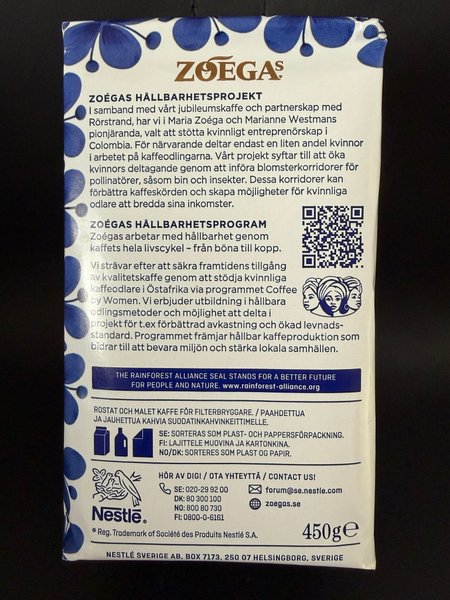 ZOÉGAS
ZOÉGAS HÅLLBARHETSPROJEKT
I samband med vårt jubileumskaffe och partnerskap med
Rörstrand, har vi i Maria Zoéga och Marianne Westmans
pionjäranda, valt att stötta kvinnligt entreprenörskap i
Colombia. För närvarande deltar endast en liten andel kvinnor
i arbetet på kaffeodlingarna. Vårt projekt syftar till att öka
kvinnors deltagande genom att införa blomsterkorridorer för
pollinatörer, såsom bin och insekter. Dessa korridorer kan
förbättra kaffeskörden och skapa möjligheter för kvinnliga
odlare att bredda sina inkomster.
ZOÉGAS HÅLLBARHETSPROGRAM
Zoégas arbetar med hållbarhet genom
kaffets hela livscykel – från böna till kopp.
Vi strävar efter att säkra framtidens tillgång
av kvalitetskaffe genom att stödja kvinnliga
kaffeodlare i Östafrika via programmet Coffee
by Women. Vi erbjuder utbildning i hållbara
odlingsmetoder och möjlighet att delta i
projekt för t.ex förbättrad avkastning och ökad levnads-
standard. Programmet främjar hållbar kaffeproduktion som
bidrar till att bevara miljön och stärka lokala samhällen.
THE RAINFOREST ALLIANCE SEAL STANDS FOR A BETTER FUTURE
FOR PEOPLE AND NATURE. www.rainforest-alliance.org
ROSTAT OCH MALET KAFFE FÖR FILTERBRYGGARE. / PAAHDETTUA
JA JAUHETTUA KAHVIA SUODATINKAHVINKEITTIMELLE.
SE: SORTERAS SOM PLAST- OCH PAPPERSFÖRPACKNING.
FI: LAJITTELE MUOVINA JA KARTONKINA.
NO/DK: SORTERES SOM PLAST OG PAPIR.
HÖR AV DIG! / OTA YHTEYTTÄ / CONTACT US!
SE: 020-29 92 00
DK: 80 300 100
NO: 800 80 730
FI: 0800-0-6161
forum@se.nestle.com
zoegas.se
Nestlé®
® Reg. Trademark of Société des Produits Nestlé S.A.
450g℮
NESTLÉ SVERIGE AB, BOX 7173, 250 07 HELSINGBORG, SVERIGE